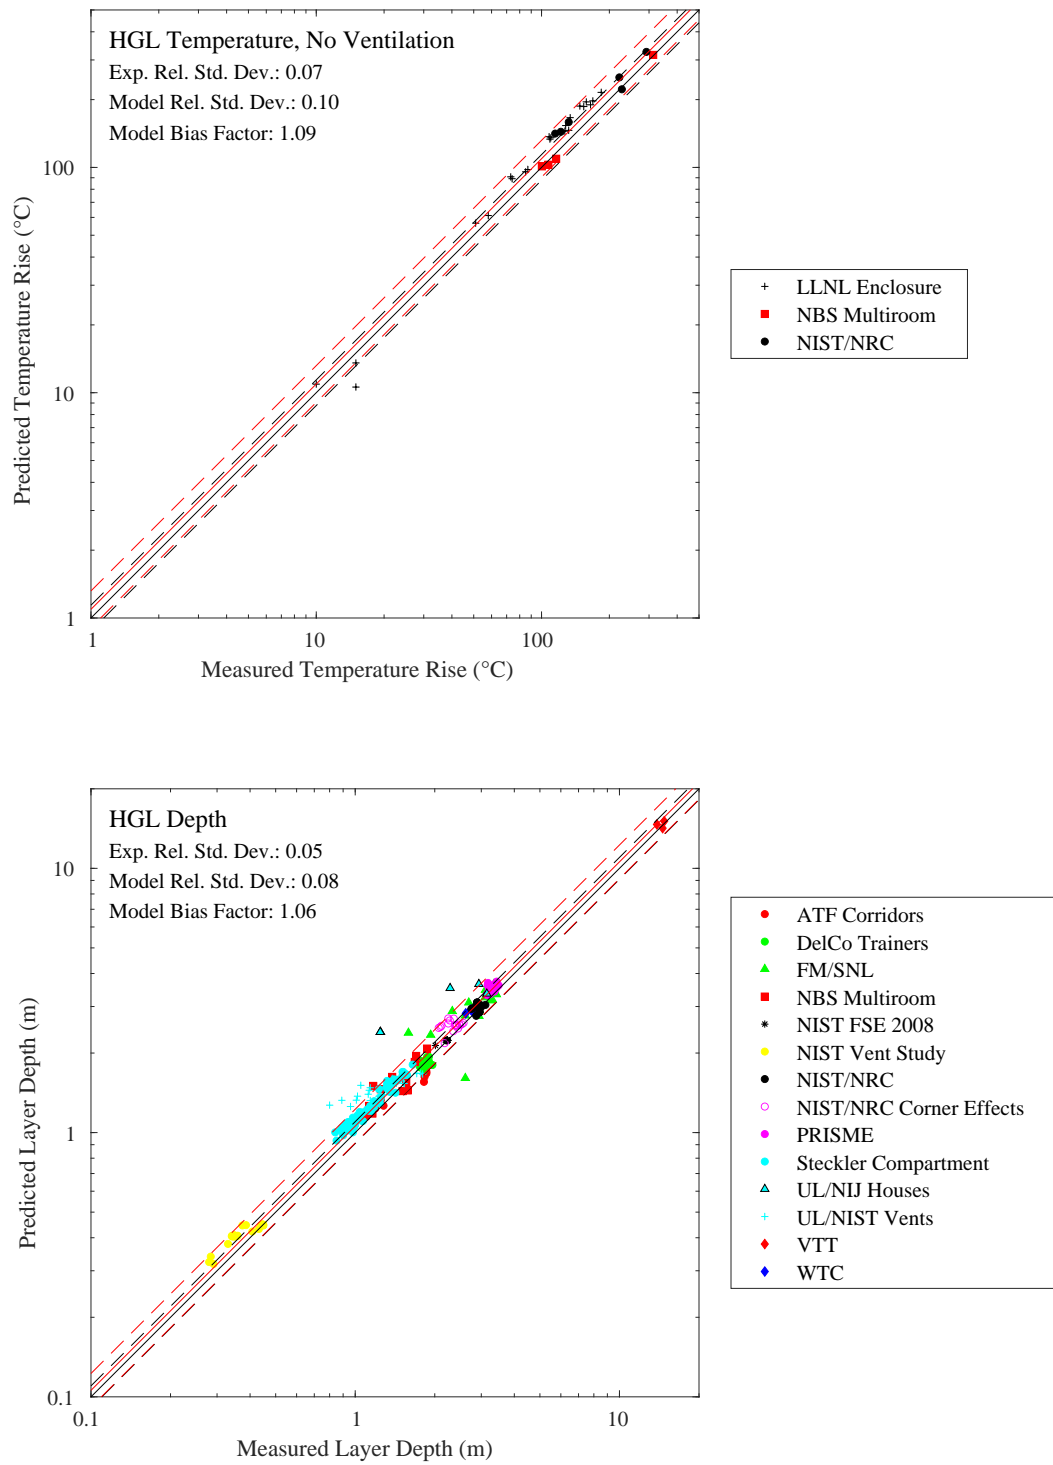 HGL Temperature, No Ventilation
Exp. Rel. Std. Dev.: 0.07
Model Rel. Std. Dev.: 0.10
Model Bias Factor: 1.09
100
10
1
Predicted Temperature Rise (°C)
1
10
100
Measured Temperature Rise (°C)
LLNL Enclosure
NBS Multiroom
NIST/NRC
HGL Depth
Exp. Rel. Std. Dev.: 0.05
Model Rel. Std. Dev.: 0.08
Model Bias Factor: 1.06
10
1
0.1
Predicted Layer Depth (m)
0.1
1
10
Measured Layer Depth (m)
ATF Corridors
DelCo Trainers
FM/SNL
NBS Multiroom
NIST FSE 2008
NIST Vent Study
NIST/NRC
NIST/NRC Corner Effects
PRISME
Steckler Compartment
UL/NIJ Houses
UL/NIST Vents
VTT
WTC